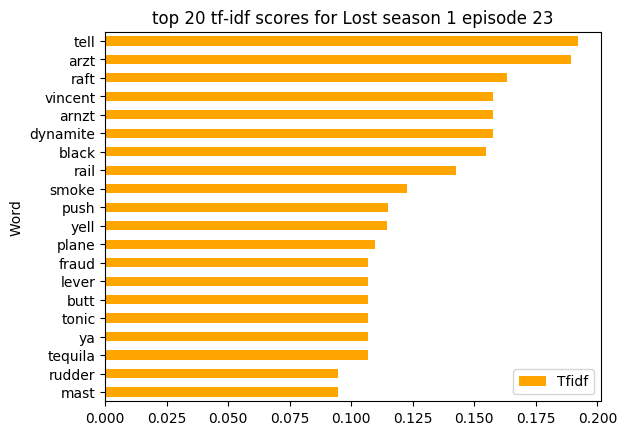 top 20 tf-idf scores for Lost season 1 episode 23
Word
tell
arzt
raft
vincent
arnzt
dynamite
black
rail
smoke
push
yell
plane
fraud
lever
butt
tonic
ya
tequila
rudder
mast
Tfidf
0.000 0.025 0.050 0.075 0.100 0.125 0.150 0.175 0.200